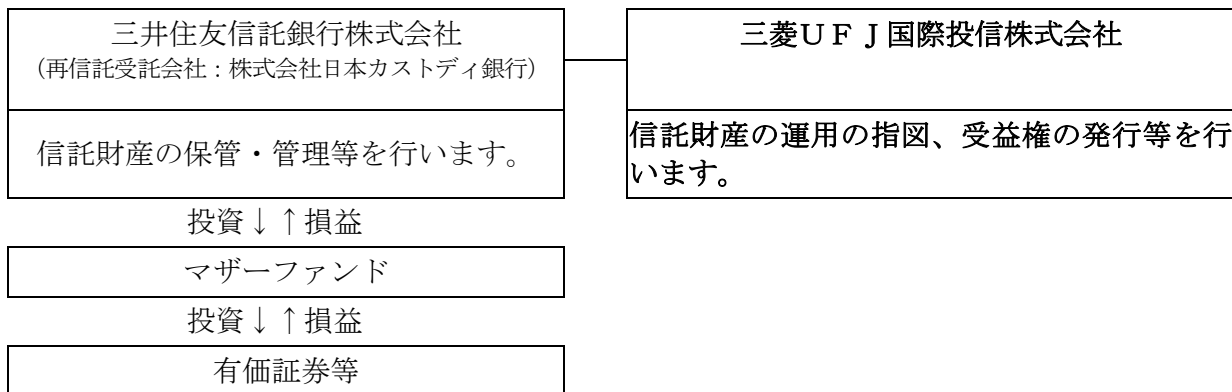 三井住友信託銀行株式会社
(再信託受託会社：株式会社日本カストディ銀行)
信託財産の保管・管理等を行います。
三菱ＵＦＪ国際投信株式会社
信託財産の運用の指図、受益権の発行等を行
います。
投資↓↑損益
マザーファンド
投資↓↑損益
有価証券等